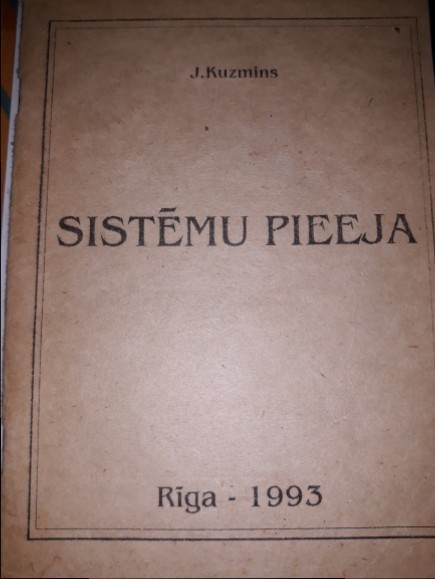 J.Kuzmins
SISTĒMU PIEEJA
Rīga - 1993